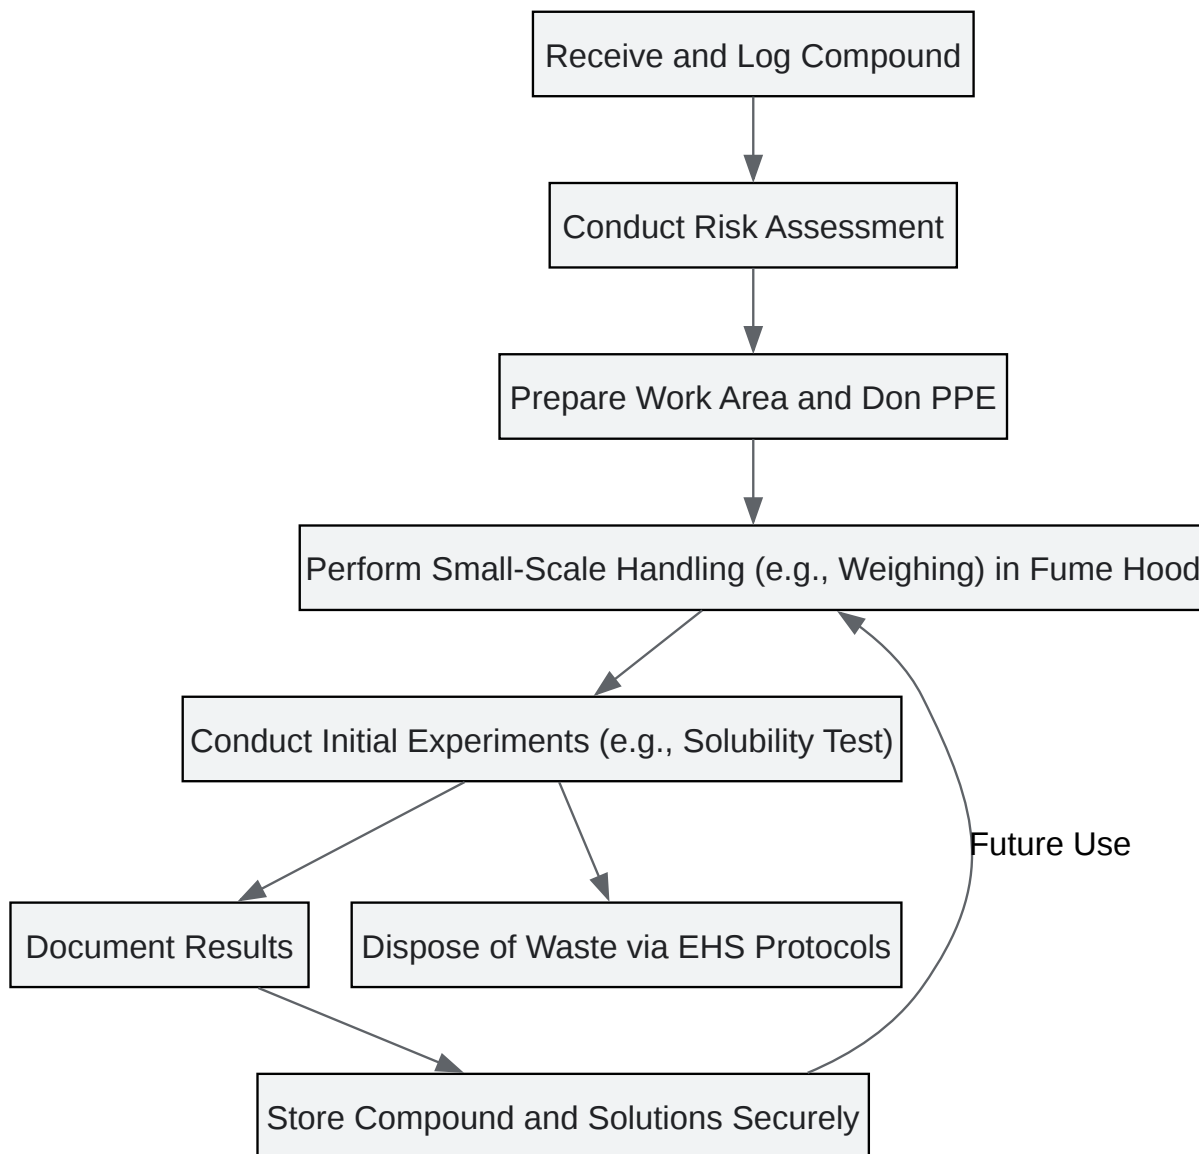 Receive and Log Compound
Conduct Risk Assessment
Prepare Work Area and Don PPE
Perform Small-Scale Handling (e.g., Weighing) in Fume Hood
Conduct Initial Experiments (e.g., Solubility Test)
Future Use
Document Results
Dispose of Waste via EHS Protocols
Store Compound and Solutions Securely